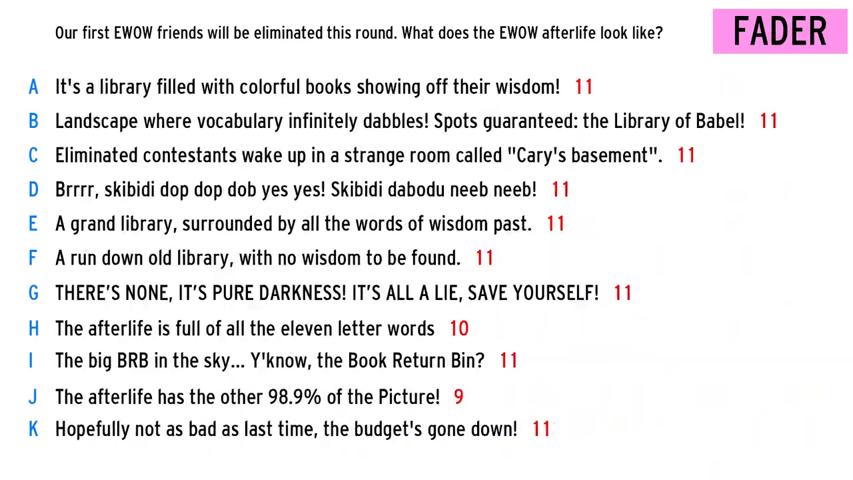 Our first EWOW friends will be eliminated this round. What does the EWOW afterlife look like?
FADER
A It's a library filled with colorful books showing off their wisdom! 11
B Landscape where vocabulary infinitely dabbles! Spots guaranteed: the Library of Babel! 11
C Eliminated contestants wake up in a strange room called "Cary's basement". 11
D Brrrr, skibidi dop dop dob yes yes! Skibidi dabodu neeb neeb! 11
E A grand library, surrounded by all the words of wisdom past. 11
F A run down old library, with no wisdom to be found. 11
G THERE'S NONE, IT'S PURE DARKNESS! IT'S ALL A LIE, SAVE YOURSELF! 11
H The afterlife is full of all the eleven letter words 10
I The big BRB in the sky... Y'know, the Book Return Bin? 11
J The afterlife has the other 98.9% of the Picture! 9
K Hopefully not as bad as last time, the budget's gone down! 11